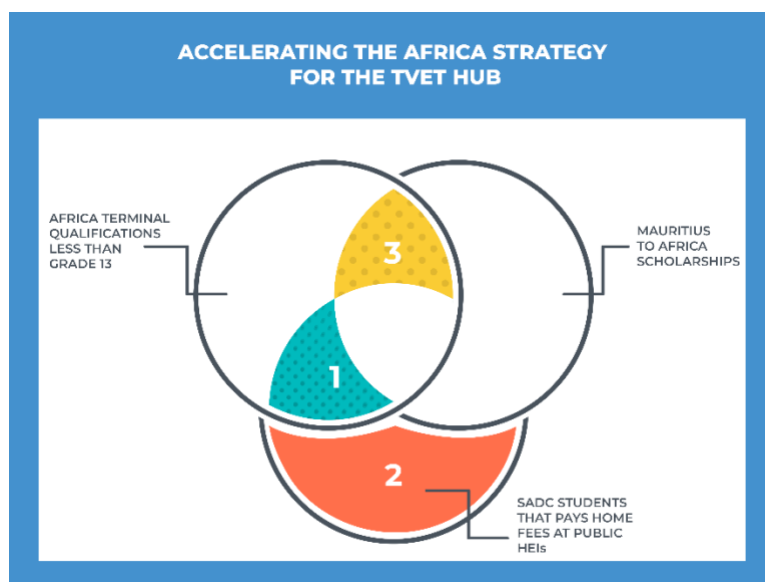 ACCELERATING THE AFRICA STRATEGY
FOR THE TVET HUB
AFRICA TERMINAL
QUALIFICATIONS
LESS THAN
GRADE 13
3
MAURITIUS
TO AFRICA
SCHOLARSHIPS
1
2
SADC STUDENTS
THAT PAYS HOME
FEES AT PUBLIC
HEIs